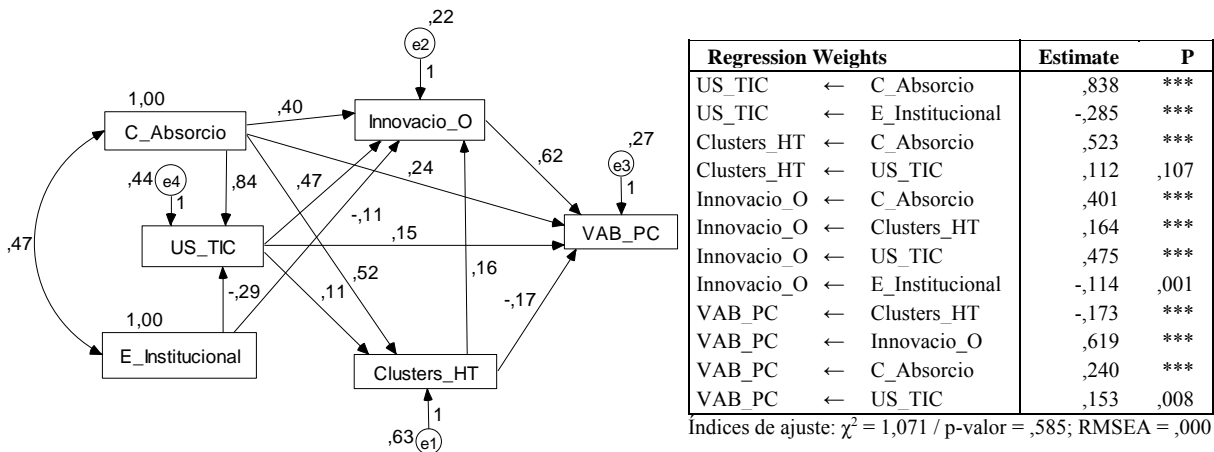 ,22
e2
1
1,00
C_Absorcio
,40
Innovacio_O
,44
e4
1
,84
,47
,24
,62
,27
e3
1
-,11
VAB_PC
,47
US_TIC
,15
,52
,16
-,29
,11
-,17
1,00
E_Institucional
Clusters_HT
1
,63
e1
Regression Weights Estimate P
US_TIC ← C_Absorcio ,838 ***
US_TIC ← E_Institucional -,285 ***
Clusters_HT ← C_Absorcio ,523 ***
Clusters_HT ← US_TIC ,112 ,107
Innovacio_O ← C_Absorcio ,401 ***
Innovacio_O ← Clusters_HT ,164 ***
Innovacio_O ← US_TIC ,475 ***
Innovacio_O ← E_Institucional -,114 ,001
VAB_PC ← Clusters_HT -,173 ***
VAB_PC ← Innovacio_O ,619 ***
VAB_PC ← C_Absorcio ,240 ***
VAB_PC ← US_TIC ,153 ,008
Índices de ajuste: χ² = 1,071 / p-valor = ,585; RMSEA = ,000